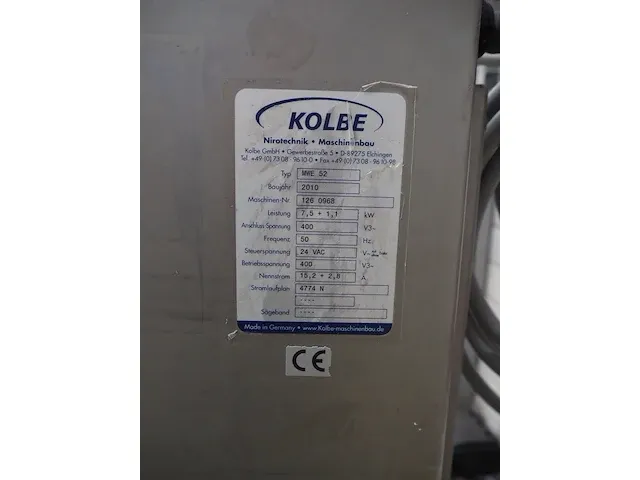 KOLBE
Nirotechnik • Maschinenbau
Kolbe GmbH • Gewerbestraße 5 • D-89275 Elchingen
Tel. +49 (0) 73 08 - 96 10-0 • Fax +49 (0) 73 08 - 96 10-98
Typ MWE 52
Baujahr 2010
Maschinen-Nr. 126 0968
Leistung 7,5 + 1,1 kW
Anschluss Spannung 400 V3~
Frequenz 50 Hz
Steuerspannung 24 VAC V
Betriebsspannung 400 V3~
Nennstrom 15,2 + 2,8 A
Stromlaufplan 4774 N
----
Sägeband ----
Made in Germany • www.Kolbe-maschinenbau.de
CE